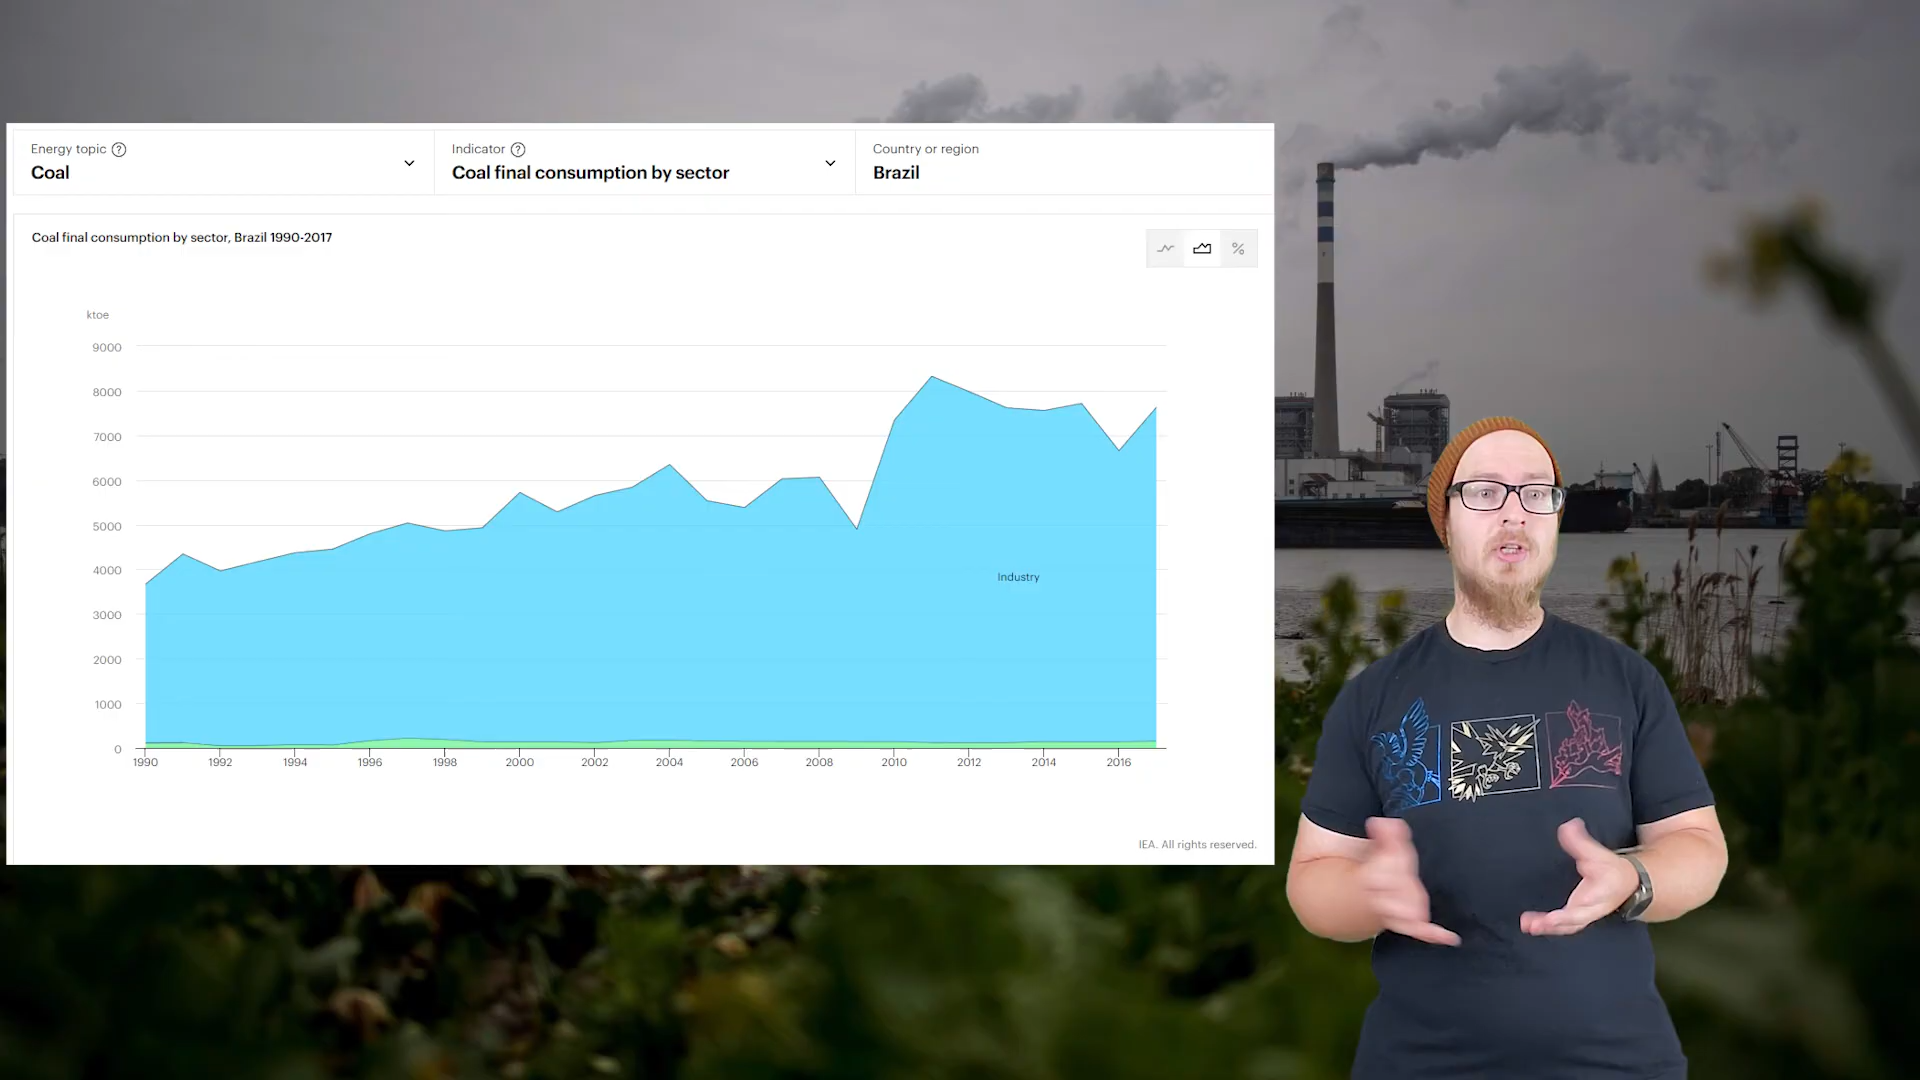 Energy topic ?
Coal
Indicator ?
Coal final consumption by sector
Country or region
Brazil
Coal final consumption by sector, Brazil 1990-2017
%
ktoe
9000
8000
7000
6000
5000
4000
3000
2000
1000
0
Industry
1990 1992 1994 1996 1998 2000 2002 2004 2006 2008 2010 2012 2014 2016
IEA. All rights reserved.